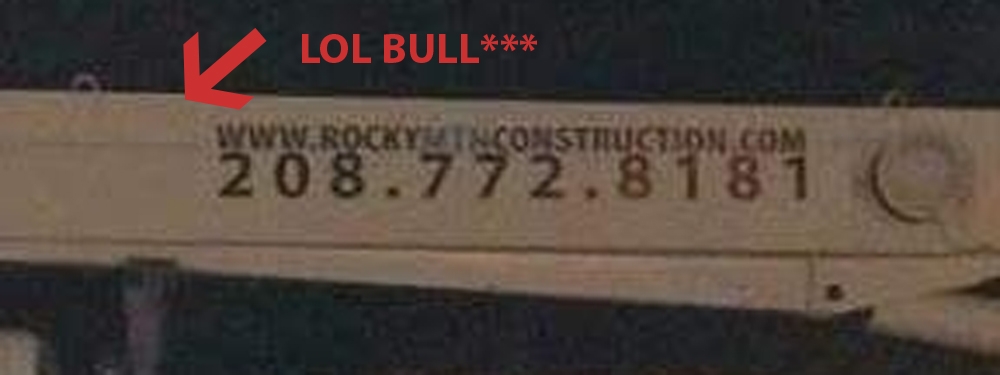 LOL BULL***
WWW.ROCKYMTNCONSTRUCTION.COM
208.772.8181